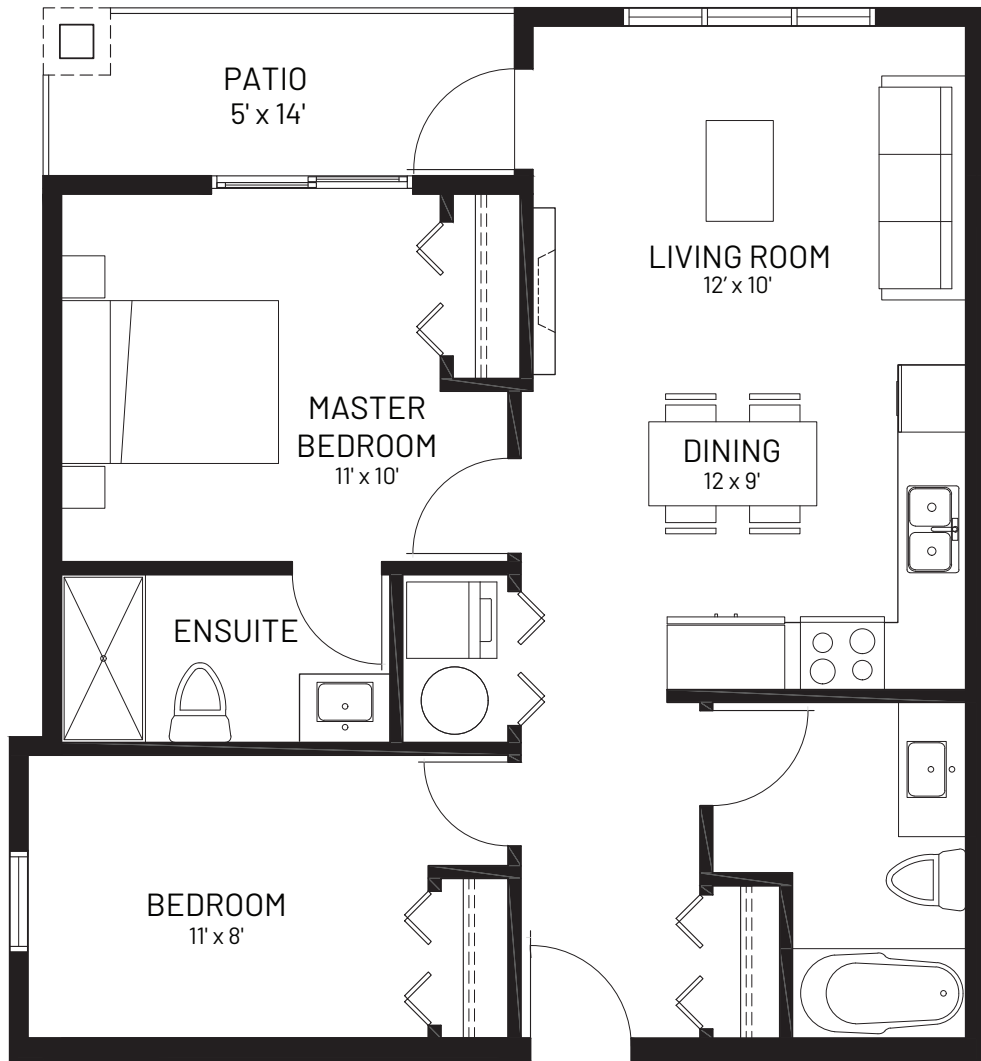 PATIO
5' x 14'
LIVING ROOM
12’ x 10'
MASTER
BEDROOM
11' x 10'
DINING
12 x 9'
ENSUITE
BEDROOM
11' x 8'